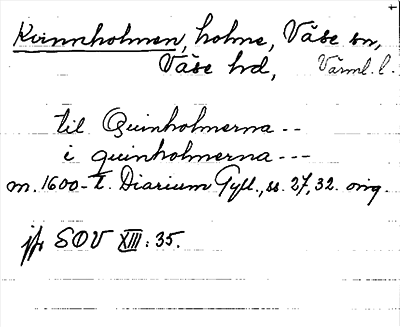 Kvinnholmen, holme, Väse sn,
Väse hd, Värml. l.
til Quinholmerna --
i quinholmerna ---
m. 1600-t. Diarium Gyll., ss. 27, 32. orig.
jfr SOV XIII: 35.